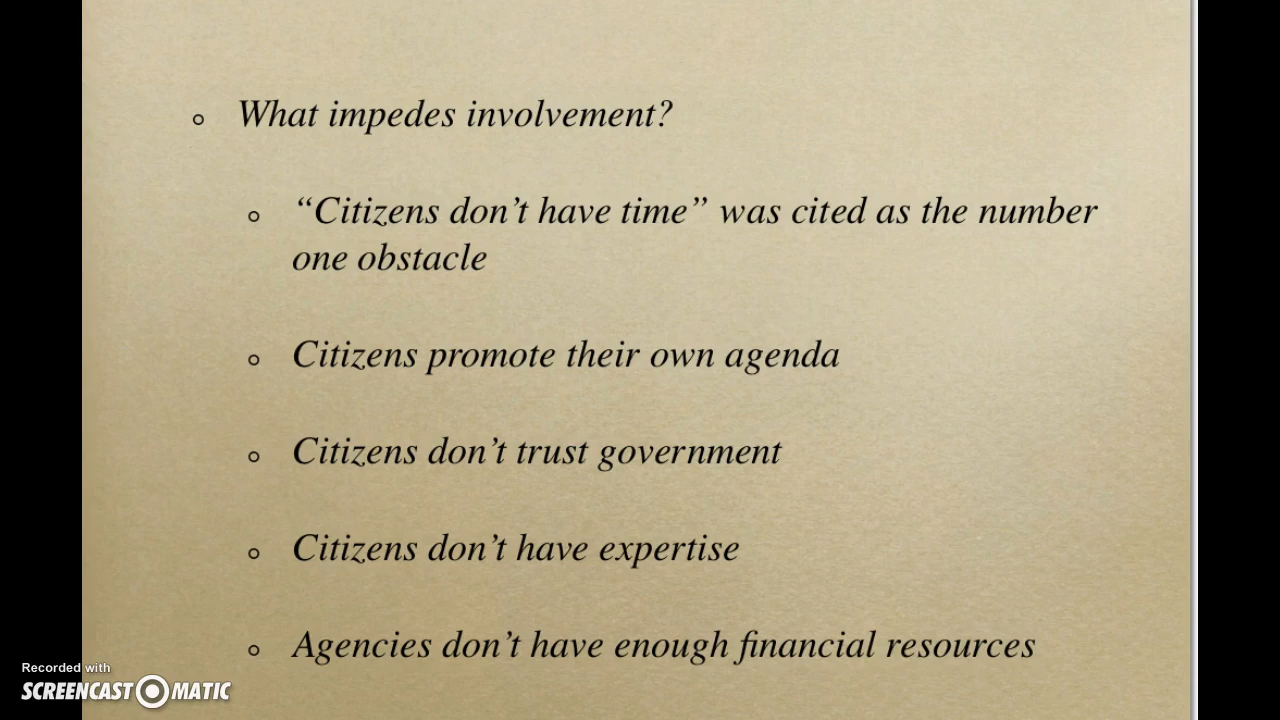 What impedes involvement?
“Citizens don’t have time” was cited as the number
one obstacle
Citizens promote their own agenda
Citizens don’t trust government
Citizens don’t have expertise
Agencies don’t have enough financial resources
Recorded with
SCREENCAST O MATIC